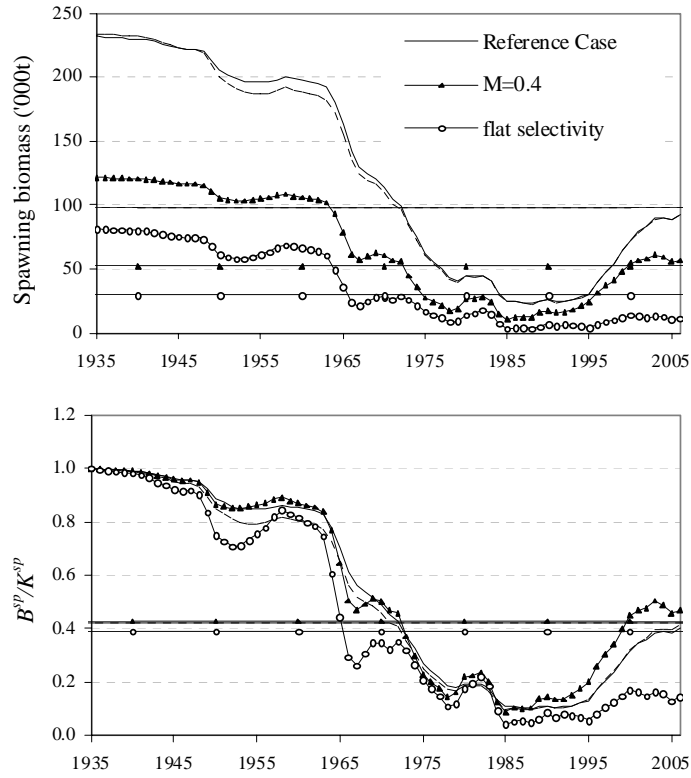 Spawning biomass ('000t)
250
200
150
100
50
0
Reference Case
M=0.4
flat selectivity
1935 1945 1955 1965 1975 1985 1995 2005
B^sp/K^sp
1.2
1.0
0.8
0.6
0.4
0.2
0.0
1935 1945 1955 1965 1975 1985 1995 2005